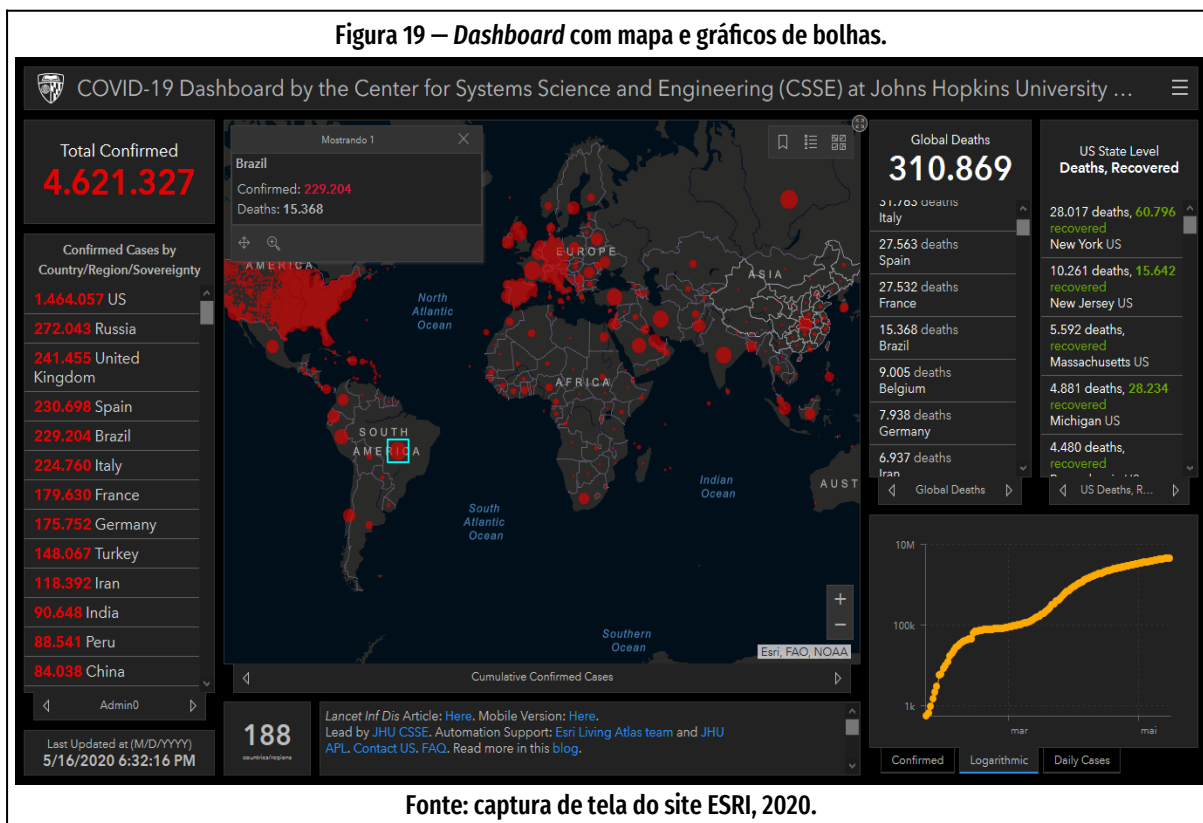 Figura 19 — Dashboard com mapa e gráficos de bolhas.
COVID-19 Dashboard by the Center for Systems Science and Engineering (CSSE) at Johns Hopkins University ...
Total Confirmed
4.621.327
Confirmed Cases by
Country/Region/Sovereignty
1.464.057 US
272.043 Russia
241.455 United
Kingdom
230.698 Spain
229.204 Brazil
224.760 Italy
179.630 France
175.752 Germany
148.067 Turkey
118.392 Iran
90.648 India
88.541 Peru
84.038 China
Admin0
Last Updated at (M/D/YYYY)
5/16/2020 6:32:16 PM
Mostrando 1
Brazil
Confirmed: 229.204
Deaths: 15.368
AMERICA
North
Atlantic
Ocean
EUROPE
ASIA
AFRICA
SOUTH
AMERICA
Indian
Ocean
AUST
South
Atlantic
Ocean
Southern
Ocean
+
−
Esri, FAO, NOAA
Cumulative Confirmed Cases
188
countries/regions
Lancet Inf Dis Article: Here. Mobile Version: Here.
Lead by JHU CSSE. Automation Support: Esri Living Atlas team and JHU
APL. Contact US. FAQ. Read more in this blog.
Global Deaths
310.869
31.763 deaths
Italy
27.563 deaths
Spain
27.532 deaths
France
15.368 deaths
Brazil
9.005 deaths
Belgium
7.938 deaths
Germany
6.937 deaths
Iran
Global Deaths
US State Level
Deaths, Recovered
28.017 deaths, 60.796
recovered
New York US
10.261 deaths, 15.642
recovered
New Jersey US
5.592 deaths,
recovered
Massachusetts US
4.881 deaths, 28.234
recovered
Michigan US
4.480 deaths,
recovered
US Deaths, R...
10M
100k
1k
mar
mai
Confirmed
Logarithmic
Daily Cases
Fonte: captura de tela do site ESRI, 2020.